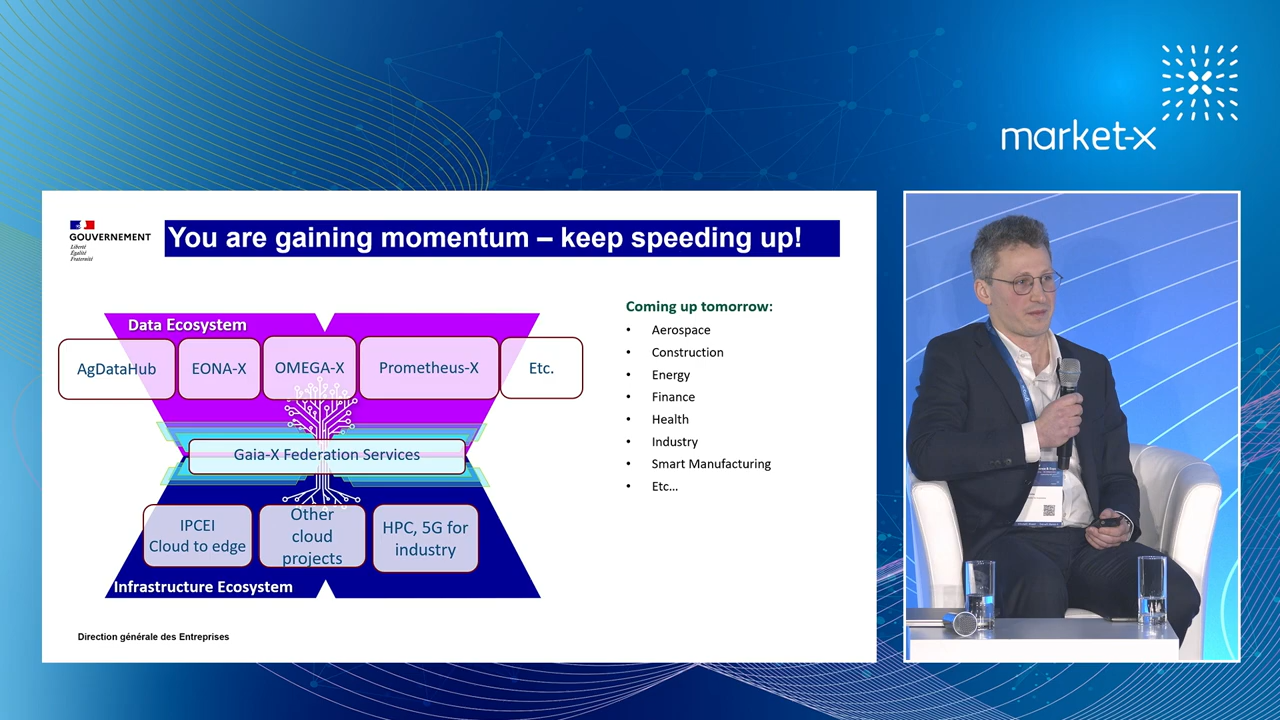 market-x
GOUVERNEMENT
Liberté
Égalité
Fraternité
You are gaining momentum – keep speeding up!
Data Ecosystem
AgDataHub
EONA-X
OMEGA-X
Prometheus-X
Etc.
Gaia-X Federation Services
IPCEI
Cloud to edge
Other
cloud
projects
HPC, 5G for
industry
Infrastructure Ecosystem
Coming up tomorrow:
• Aerospace
• Construction
• Energy
• Finance
• Health
• Industry
• Smart Manufacturing
• Etc...
Direction générale des Entreprises